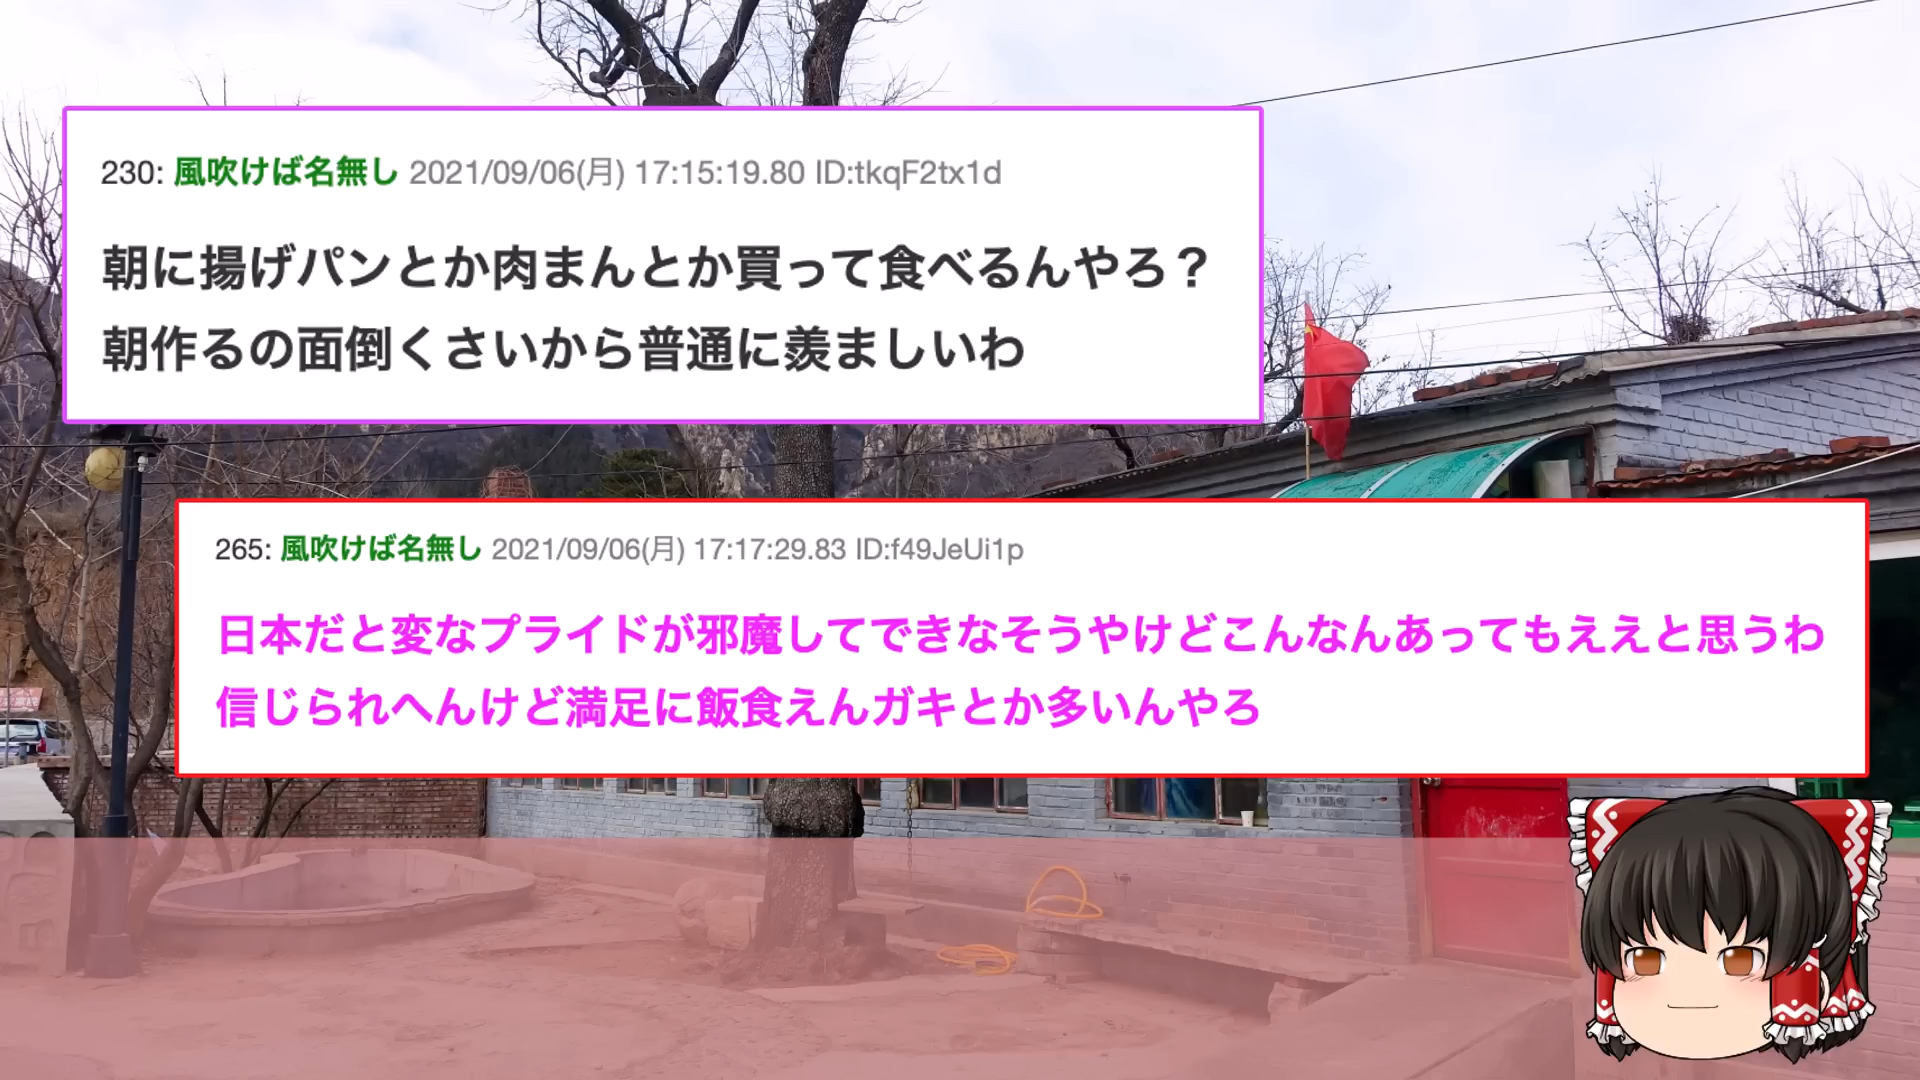 230: 風吹けば名無し 2021/09/06(月) 17:15:19.80 ID:tkqF2tx1d
朝に揚げパンとか肉まんとか買って食べるんやろ？
朝作るの面倒くさいから普通に羨ましいわ
265: 風吹けば名無し 2021/09/06(月) 17:17:29.83 ID:f49JeUi1p
日本だと変なプライドが邪魔してできなそうやけどこんなんあってもええと思うわ
信じられへんけど満足に飯食えんガキとか多いんやろ